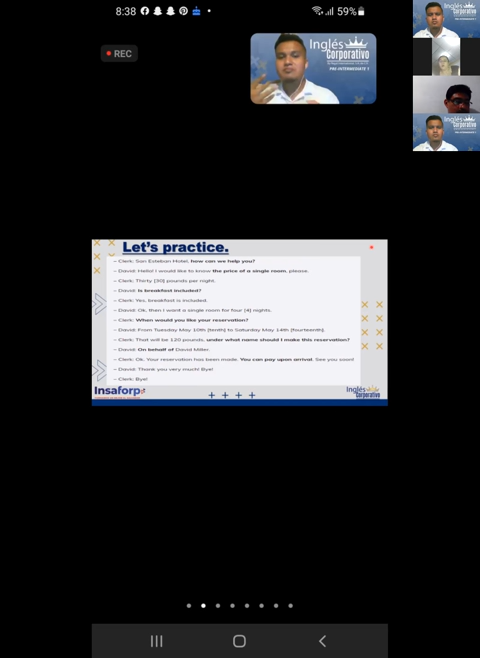 8:38
59%
REC
Inglés
Corporativo
PRE-INTERMEDIATE 1
Inglés
Corporativo
Inglés
Corporativo
Let's practice.
– Clerk: San Esteban Hotel, how can we help you?
– David: Hello! I would like to know the price of a single room, please.
– Clerk: Thirty [30] pounds per night.
– David: Is breakfast included?
– Clerk: Yes, breakfast is included.
– David: Ok, then I want a single room for four [4] nights.
– Clerk: When would you like your reservation?
– David: From Tuesday May 10th [tenth] to Saturday May 14th [fourteenth].
– Clerk: That will be 120 pounds, under what name should I make this reservation?
– David: On behalf of David Miller.
– Clerk: Ok. Your reservation has been made. You can pay upon arrival. See you soon!
– David: Thank you very much! Bye!
– Clerk: Bye!
Insaforp
Inglés
Corporativo